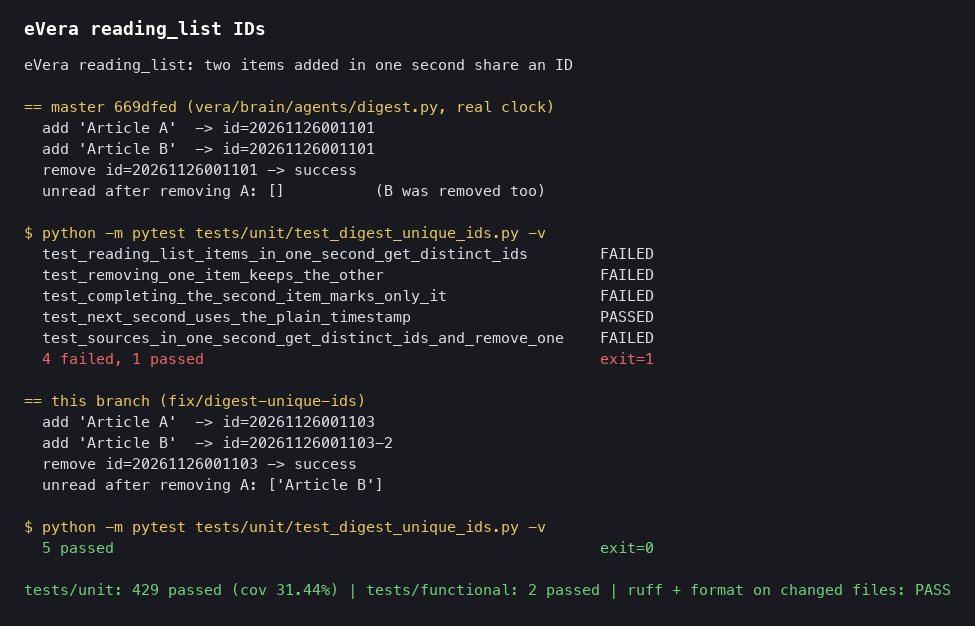 eVera reading_list IDs
eVera reading_list: two items added in one second share an ID
== master 669dfed (vera/brain/agents/digest.py, real clock)
add 'Article A'  -> id=20261126001101
add 'Article B'  -> id=20261126001101
remove id=20261126001101 -> success
unread after removing A: []          (B was removed too)
$ python -m pytest tests/unit/test_digest_unique_ids.py -v
test_reading_list_items_in_one_second_get_distinct_ids        FAILED
test_removing_one_item_keeps_the_other                        FAILED
test_completing_the_second_item_marks_only_it                 FAILED
test_next_second_uses_the_plain_timestamp                     PASSED
test_sources_in_one_second_get_distinct_ids_and_remove_one    FAILED
4 failed, 1 passed                                            exit=1
== this branch (fix/digest-unique-ids)
add 'Article A'  -> id=20261126001103
add 'Article B'  -> id=20261126001103-2
remove id=20261126001103 -> success
unread after removing A: ['Article B']
$ python -m pytest tests/unit/test_digest_unique_ids.py -v
5 passed                                                      exit=0
tests/unit: 429 passed (cov 31.44%) | tests/functional: 2 passed | ruff + format on changed files: PASS